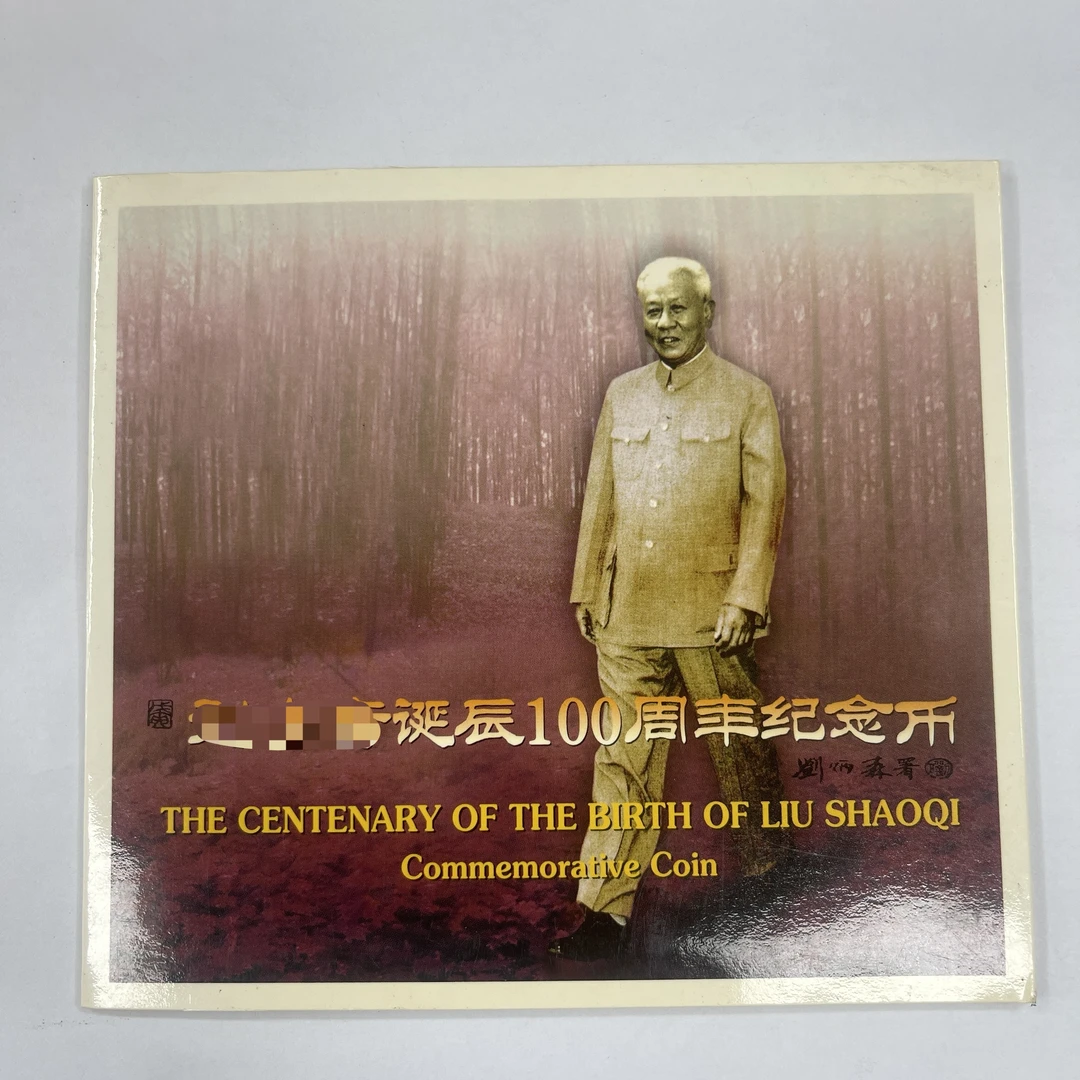 诞辰100周年纪念币
劉炳森署
THE CENTENARY OF THE BIRTH OF LIU SHAOQI
Commemorative Coin